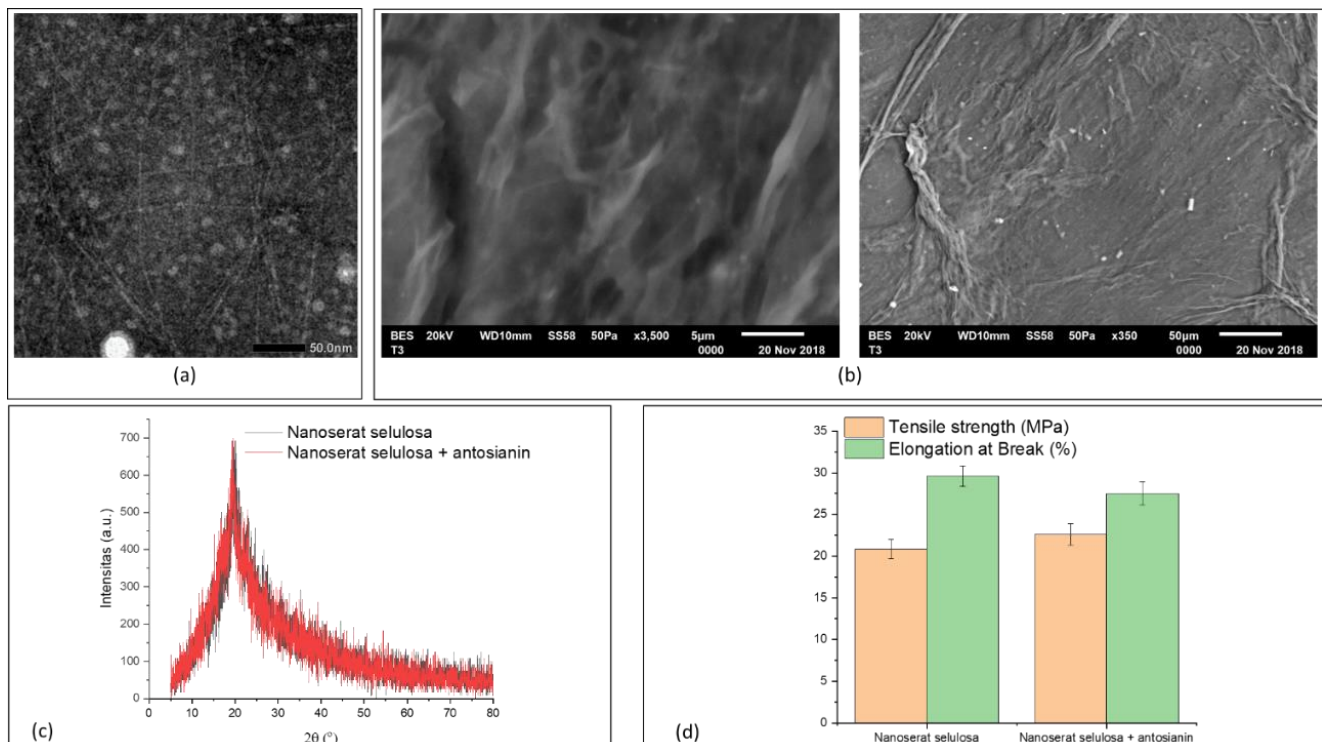 50.0nm
(a)
BES 20kV WD10mm SS58 50Pa x3,500 5µm
T3 0000 20 Nov 2018
BES 20kV WD10mm SS58 50Pa x350 50µm
T3 0000 20 Nov 2018
(b)
Nanoserat selulosa
Nanoserat selulosa + antosianin
700
600
500
400
300
200
100
0
Intensitas (a.u.)
0 10 20 30 40 50 60 70 80
2θ (°)
(c)
Tensile strength (MPa)
Elongation at Break (%)
35
30
25
20
15
10
5
0
Nanoserat selulosa
Nanoserat selulosa + antosianin
(d)